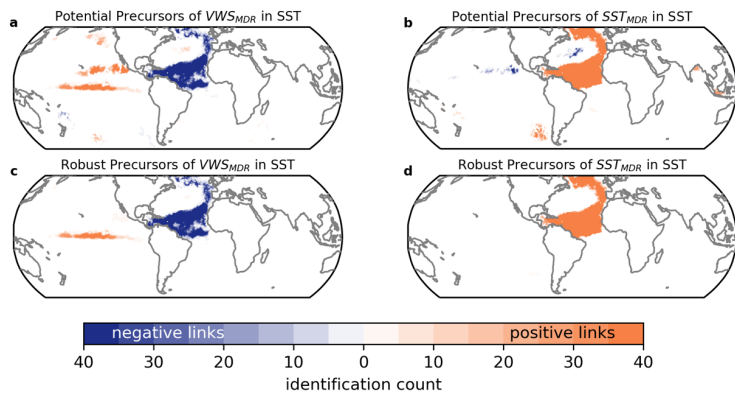 Potential Precursors of VWS_MDR in SST
Potential Precursors of SST_MDR in SST
a
b
Robust Precursors of VWS_MDR in SST
Robust Precursors of SST_MDR in SST
c
d
negative links positive links
40 30 20 10 0 10 20 30 40
identification count